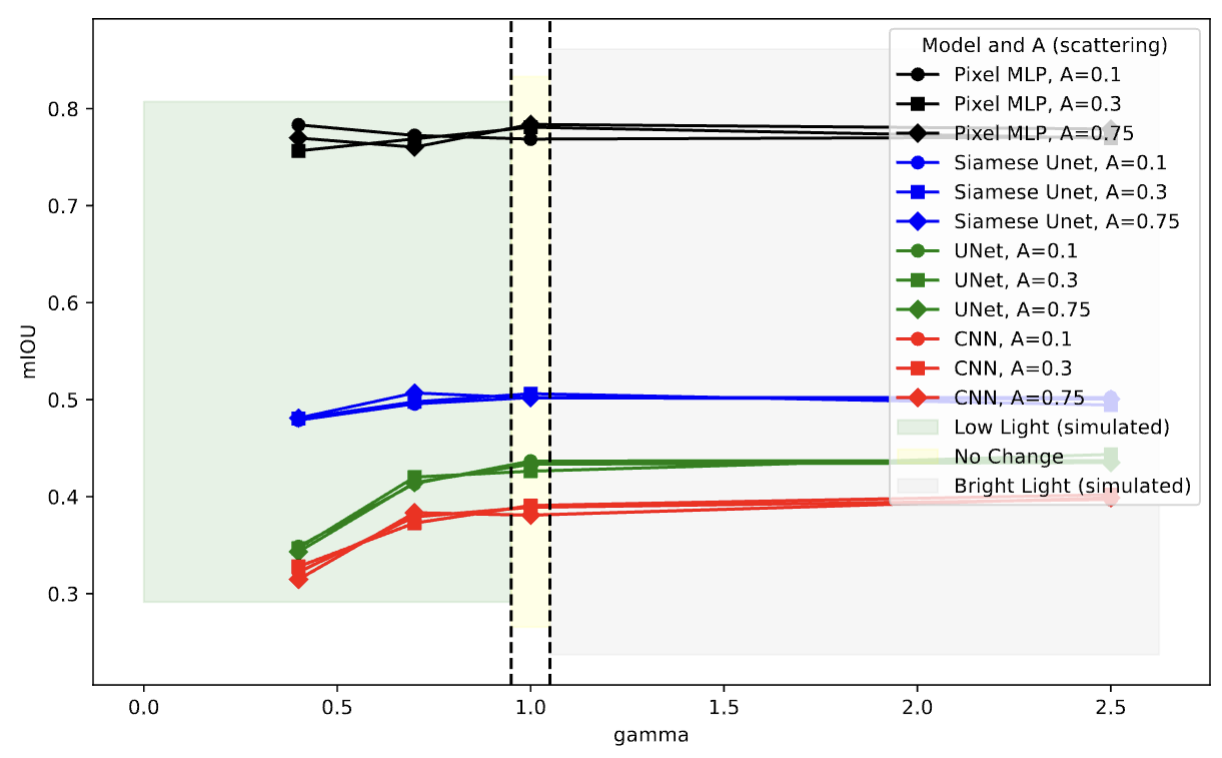 Model and A (scattering)
Pixel MLP, A=0.1
Pixel MLP, A=0.3
Pixel MLP, A=0.75
Siamese Unet, A=0.1
Siamese Unet, A=0.3
Siamese Unet, A=0.75
UNet, A=0.1
UNet, A=0.3
UNet, A=0.75
CNN, A=0.1
CNN, A=0.3
CNN, A=0.75
Low Light (simulated)
No Change
Bright Light (simulated)
0.8
0.7
0.6
0.5
0.4
0.3
mIOU
0.0 0.5 1.0 1.5 2.0 2.5
gamma